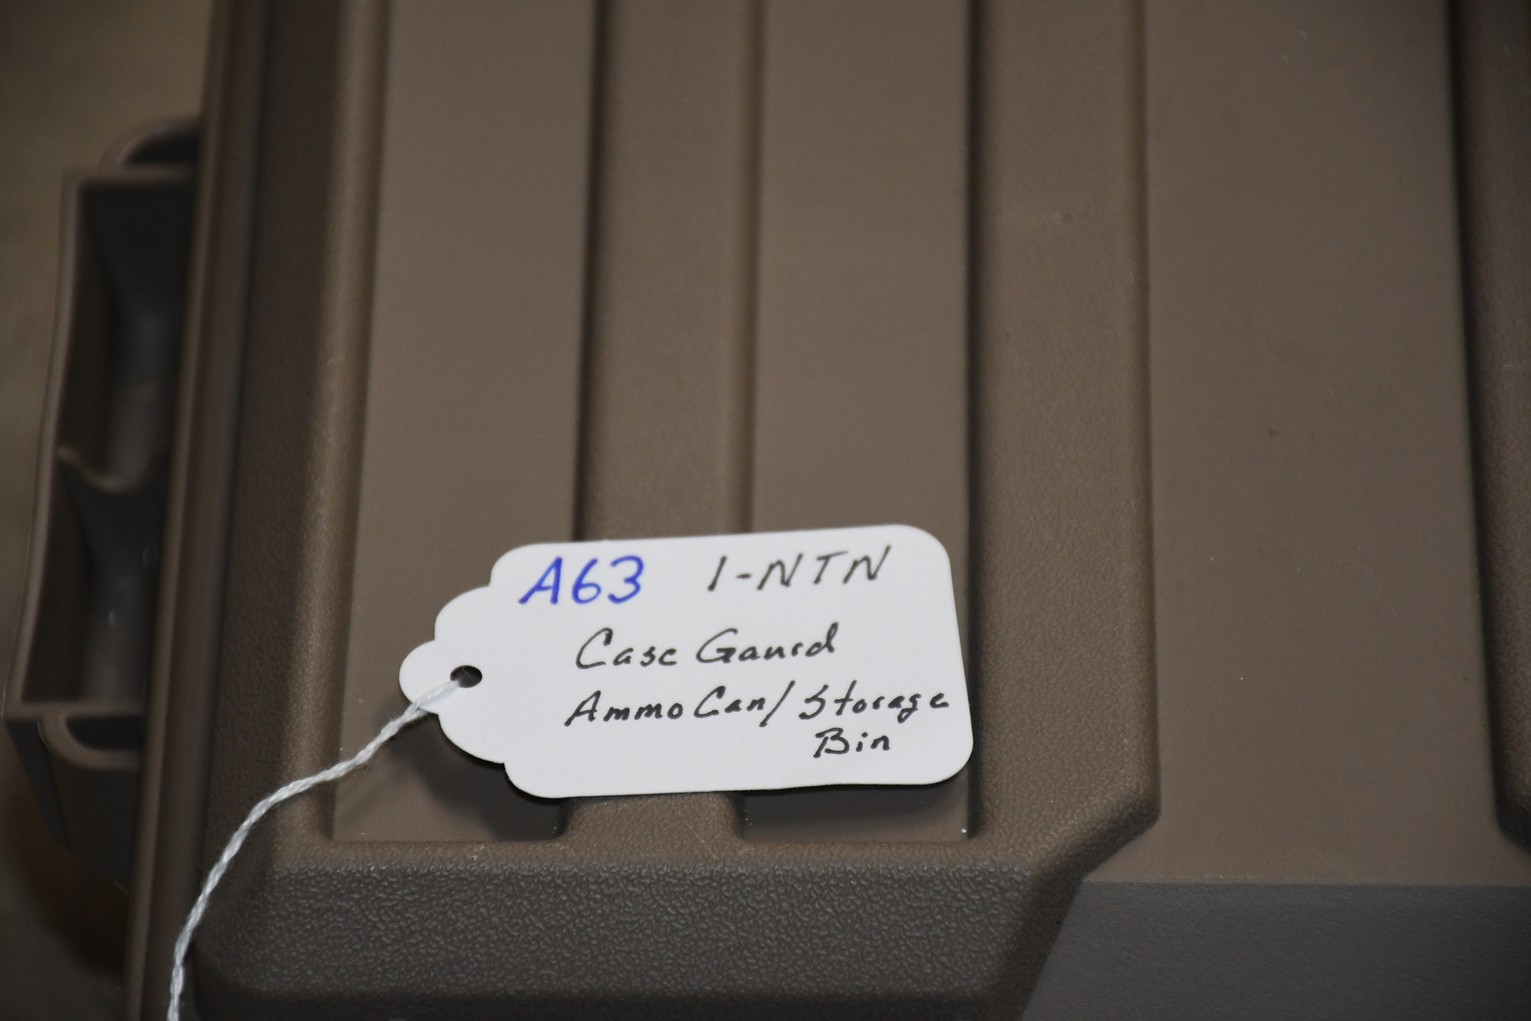 A63 1-NTN
Case Gaurd
Ammo Can/Storage
Bin